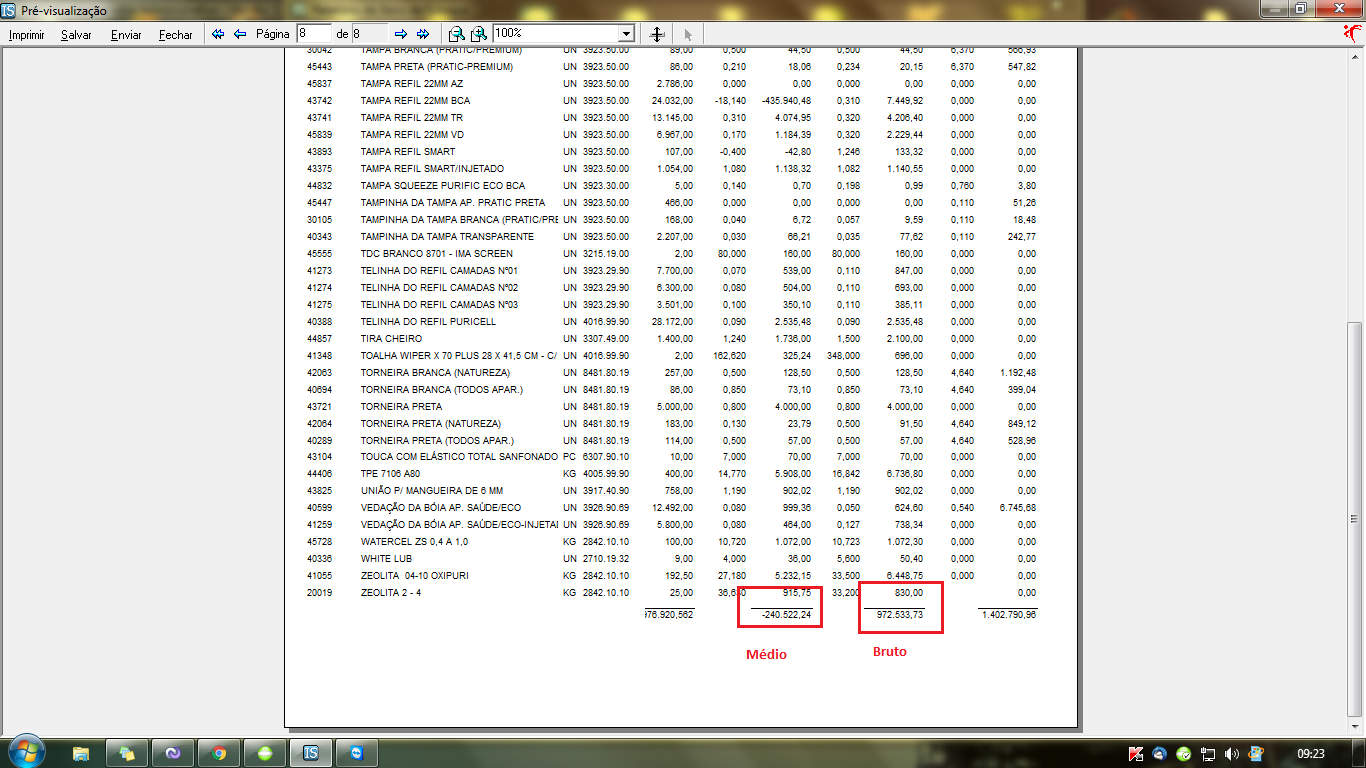 Pré-visualização
Imprimir Salvar Enviar Fechar Página 8 de 8 100%
30042 TAMPA BRANCA (PRATIC/PREMIUM) UN 3923.50.00 89,00 0,500 44,50 0,500 44,50 6,370 566,93
45443 TAMPA PRETA (PRATIC-PREMIUM) UN 3923.50.00 86,00 0,210 18,06 0,234 20,15 6,370 547,82
45837 TAMPA REFIL 22MM AZ UN 3923.50.00 2.786,00 0,000 0,00 0,000 0,00 0,000 0,00
43742 TAMPA REFIL 22MM BCA UN 3923.50.00 24.032,00 -18,140 -435.940,48 0,310 7.449,92 0,000 0,00
43741 TAMPA REFIL 22MM TR UN 3923.50.00 13.145,00 0,310 4.074,95 0,320 4.206,40 0,000 0,00
45839 TAMPA REFIL 22MM VD UN 3923.50.00 6.967,00 0,170 1.184,39 0,320 2.229,44 0,000 0,00
43893 TAMPA REFIL SMART UN 3923.50.00 107,00 -0,400 -42,80 1,246 133,32 0,000 0,00
43375 TAMPA REFIL SMART/INJETADO UN 3923.50.00 1.054,00 1,080 1.138,32 1,082 1.140,55 0,000 0,00
44832 TAMPA SQUEEZE PURIFIC ECO BCA UN 3923.30.00 5,00 0,140 0,70 0,198 0,99 0,760 3,80
45447 TAMPINHA DA TAMPA AP. PRATIC PRETA UN 3923.50.00 466,00 0,000 0,00 0,000 0,00 0,110 51,26
30105 TAMPINHA DA TAMPA BRANCA (PRATIC/PRE UN 3923.50.00 168,00 0,040 6,72 0,057 9,59 0,110 18,48
40343 TAMPINHA DA TAMPA TRANSPARENTE UN 3923.50.00 2.207,00 0,030 66,21 0,035 77,62 0,110 242,77
45555 TDC BRANCO 8701 - IMA SCREEN UN 3215.19.00 2,00 80,000 160,00 80,000 160,00 0,000 0,00
41273 TELINHA DO REFIL CAMADAS Nº01 UN 3923.29.90 7.700,00 0,070 539,00 0,110 847,00 0,000 0,00
41274 TELINHA DO REFIL CAMADAS Nº02 UN 3923.29.90 6.300,00 0,080 504,00 0,110 693,00 0,000 0,00
41275 TELINHA DO REFIL CAMADAS Nº03 UN 3923.29.90 3.501,00 0,100 350,10 0,110 385,11 0,000 0,00
40388 TELINHA DO REFIL PURICELL UN 4016.99.90 28.172,00 0,090 2.535,48 0,090 2.535,48 0,000 0,00
44857 TIRA CHEIRO UN 3307.49.00 1.400,00 1,240 1.736,00 1,500 2.100,00 0,000 0,00
41348 TOALHA WIPER X 70 PLUS 28 X 41,5 CM - C/ UN 4016.99.90 2,00 162,620 325,24 348,000 696,00 0,000 0,00
42063 TORNEIRA BRANCA (NATUREZA) UN 8481.80.19 257,00 0,500 128,50 0,500 128,50 4,640 1.192,48
40694 TORNEIRA BRANCA (TODOS APAR.) UN 8481.80.19 86,00 0,850 73,10 0,850 73,10 4,640 399,04
43721 TORNEIRA PRETA UN 8481.80.19 5.000,00 0,800 4.000,00 0,800 4.000,00 0,000 0,00
42064 TORNEIRA PRETA (NATUREZA) UN 8481.80.19 183,00 0,130 23,79 0,500 91,50 4,640 849,12
40289 TORNEIRA PRETA (TODOS APAR.) UN 8481.80.19 114,00 0,500 57,00 0,500 57,00 4,640 528,96
43104 TOUCA COM ELÁSTICO TOTAL SANFONADO PC 6307.90.10 10,00 7,000 70,00 7,000 70,00 0,000 0,00
44406 TPE 7106 A80 KG 4005.99.90 400,00 14,770 5.908,00 16,842 6.736,80 0,000 0,00
43825 UNIÃO P/ MANGUEIRA DE 6 MM UN 3917.40.90 758,00 1,190 902,02 1,190 902,02 0,000 0,00
40599 VEDAÇÃO DA BÓIA AP. SAÚDE/ECO UN 3926.90.69 12.492,00 0,080 999,36 0,050 624,60 0,540 6.745,68
41259 VEDAÇÃO DA BÓIA AP. SAÚDE/ECO-INJETA UN 3926.90.69 5.800,00 0,080 464,00 0,127 738,34 0,000 0,00
45728 WATERCEL ZS 0,4 A 1,0 KG 2842.10.10 100,00 10,720 1.072,00 10,723 1.072,30 0,000 0,00
40336 WHITE LUB UN 2710.19.32 9,00 4,000 36,00 5,600 50,40 0,000 0,00
41055 ZEOLITA 04-10 OXIPURI KG 2842.10.10 192,50 27,180 5.232,15 33,500 6.448,75 0,000 0,00
20019 ZEOLITA 2 - 4 KG 2842.10.10 25,00 36,630 915,75 33,200 830,00 0,00
976.920,562 -240.522,24 972.533,73 1.402.790,96
Médio Bruto
09:23